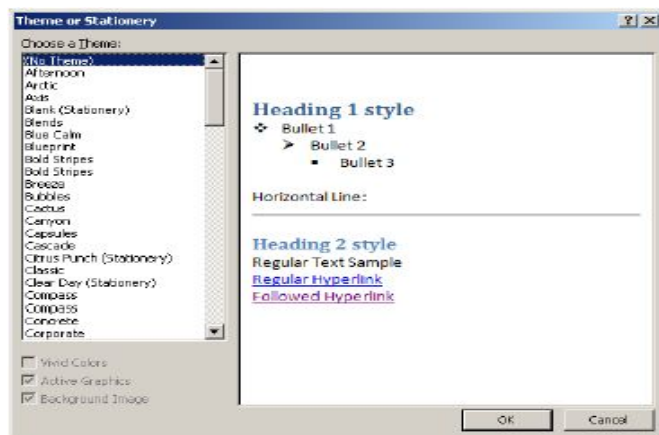 Theme or Stationery
Choose a Theme:
(No Theme)
Afternoon
Arctic
Axis
Blank (Stationery)
Blends
Blue Calm
Blueprint
Bold Stripes
Bold Stripes
Breeze
Bubbles
Cactus
Canyon
Capsules
Cascade
Citrus Punch (Stationery)
Classic
Clear Day (Stationery)
Compass
Compass
Concrete
Corporate
Vivid Colors
Active Graphics
Background Image
Heading 1 style
Bullet 1
Bullet 2
Bullet 3
Horizontal Line:
Heading 2 style
Regular Text Sample
Regular Hyperlink
Followed Hyperlink
OK
Cancel